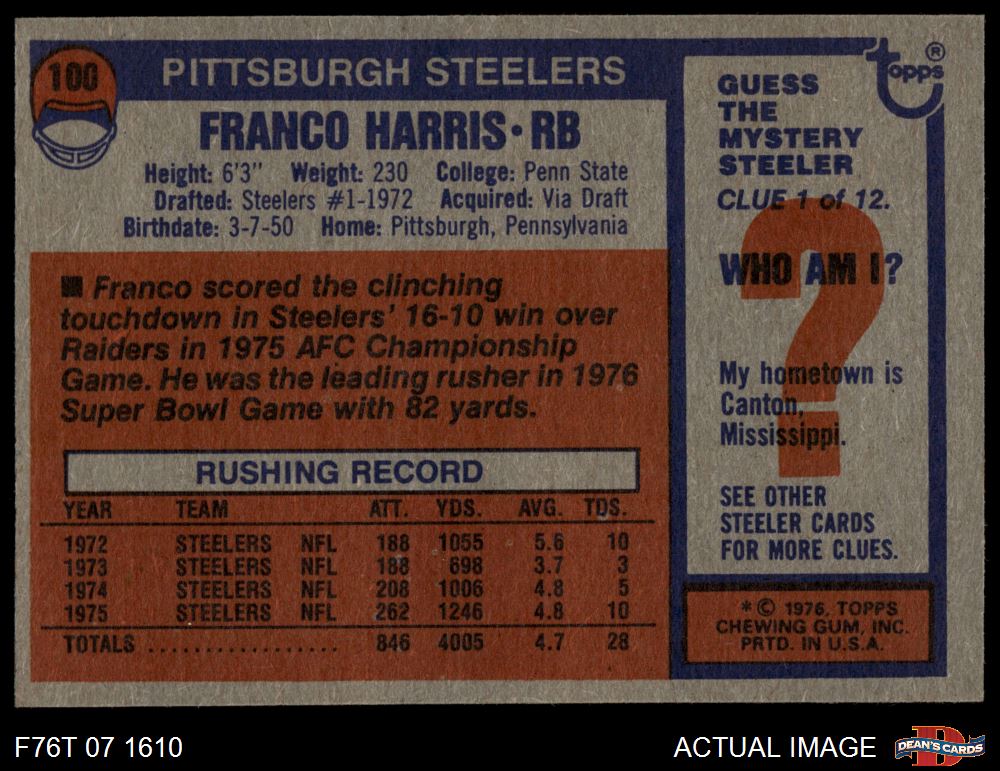 100
PITTSBURGH STEELERS
FRANCO HARRIS • RB
Height: 6'3" Weight: 230 College: Penn State
Drafted: Steelers #1-1972 Acquired: Via Draft
Birthdate: 3-7-50 Home: Pittsburgh, Pennsylvania
■ Franco scored the clinching
touchdown in Steelers' 16-10 win over
Raiders in 1975 AFC Championship
Game. He was the leading rusher in 1976
Super Bowl Game with 82 yards.
RUSHING RECORD
YEAR TEAM ATT. YDS. AVG. TDS.
1972 STEELERS NFL 188 1055 5.6 10
1973 STEELERS NFL 188 698 3.7 3
1974 STEELERS NFL 208 1006 4.8 5
1975 STEELERS NFL 262 1246 4.8 10
TOTALS ................. 846 4005 4.7 28
topps®
GUESS
THE
MYSTERY
STEELER
CLUE 1 of 12.
?
WHO AM I?
My hometown is
Canton,
Mississippi.
SEE OTHER
STEELER CARDS
FOR MORE CLUES.
* © 1976, TOPPS
CHEWING GUM, INC.
PRTD. IN U.S.A.
F76T 07 1610
ACTUAL IMAGE
D
DEAN'S CARDS